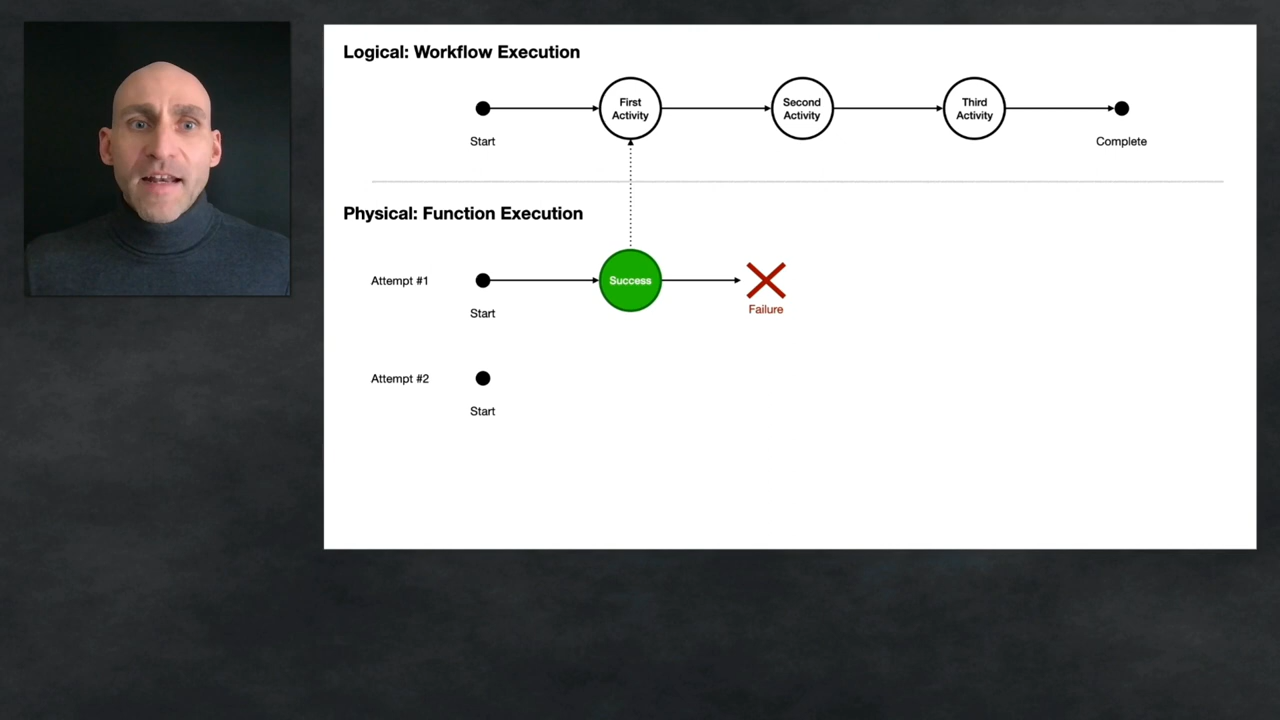 Logical: Workflow Execution
First
Activity
Second
Activity
Third
Activity
Start
Complete
Physical: Function Execution
Attempt #1
Success
Start
Failure
Attempt #2
Start